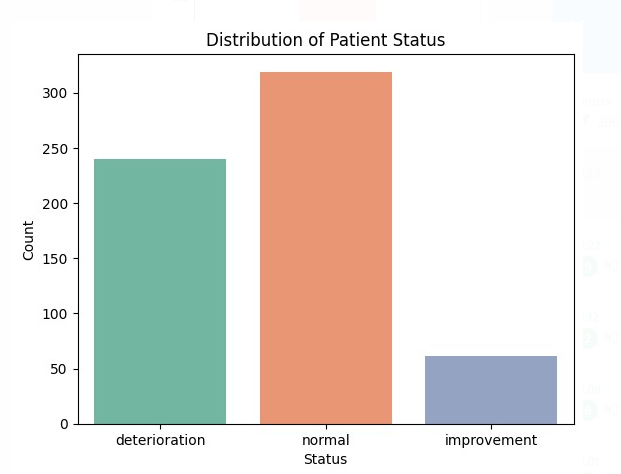 Distribution of Patient Status
300
250
200
150
100
50
0
Count
deterioration normal improvement
Status